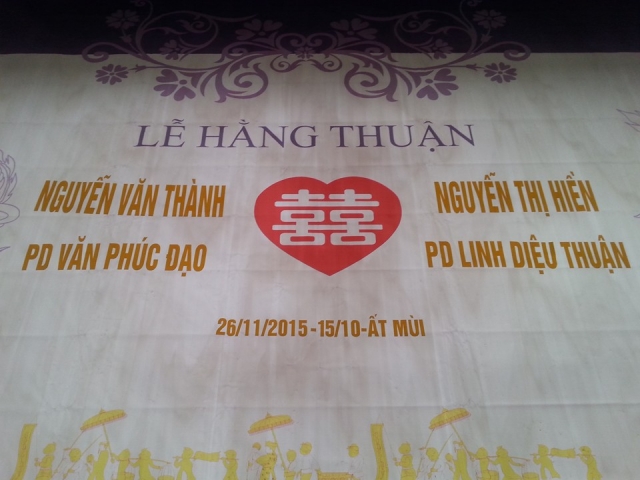 LỄ HẰNG THUẬN
NGUYỄN VĂN THÀNH
PD VĂN PHÚC ĐẠO
囍
NGUYỄN THỊ HIỀN
PD LINH DIỆU THUẬN
26/11/2015-15/10-ẤT MÙI